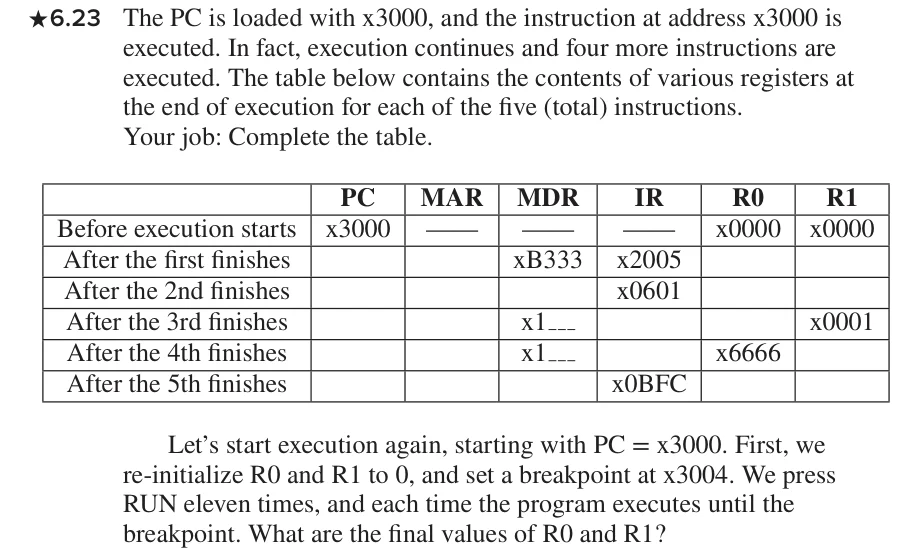 ★6.23 The PC is loaded with x3000, and the instruction at address x3000 is
executed. In fact, execution continues and four more instructions are
executed. The table below contains the contents of various registers at
the end of execution for each of the five (total) instructions.
Your job: Complete the table.
PC MAR MDR IR R0 R1
Before execution starts x3000 —— —— —— x0000 x0000
After the first finishes xB333 x2005
After the 2nd finishes x0601
After the 3rd finishes x1___ x0001
After the 4th finishes x1___ x6666
After the 5th finishes x0BFC
Let's start execution again, starting with PC = x3000. First, we
re-initialize R0 and R1 to 0, and set a breakpoint at x3004. We press
RUN eleven times, and each time the program executes until the
breakpoint. What are the final values of R0 and R1?